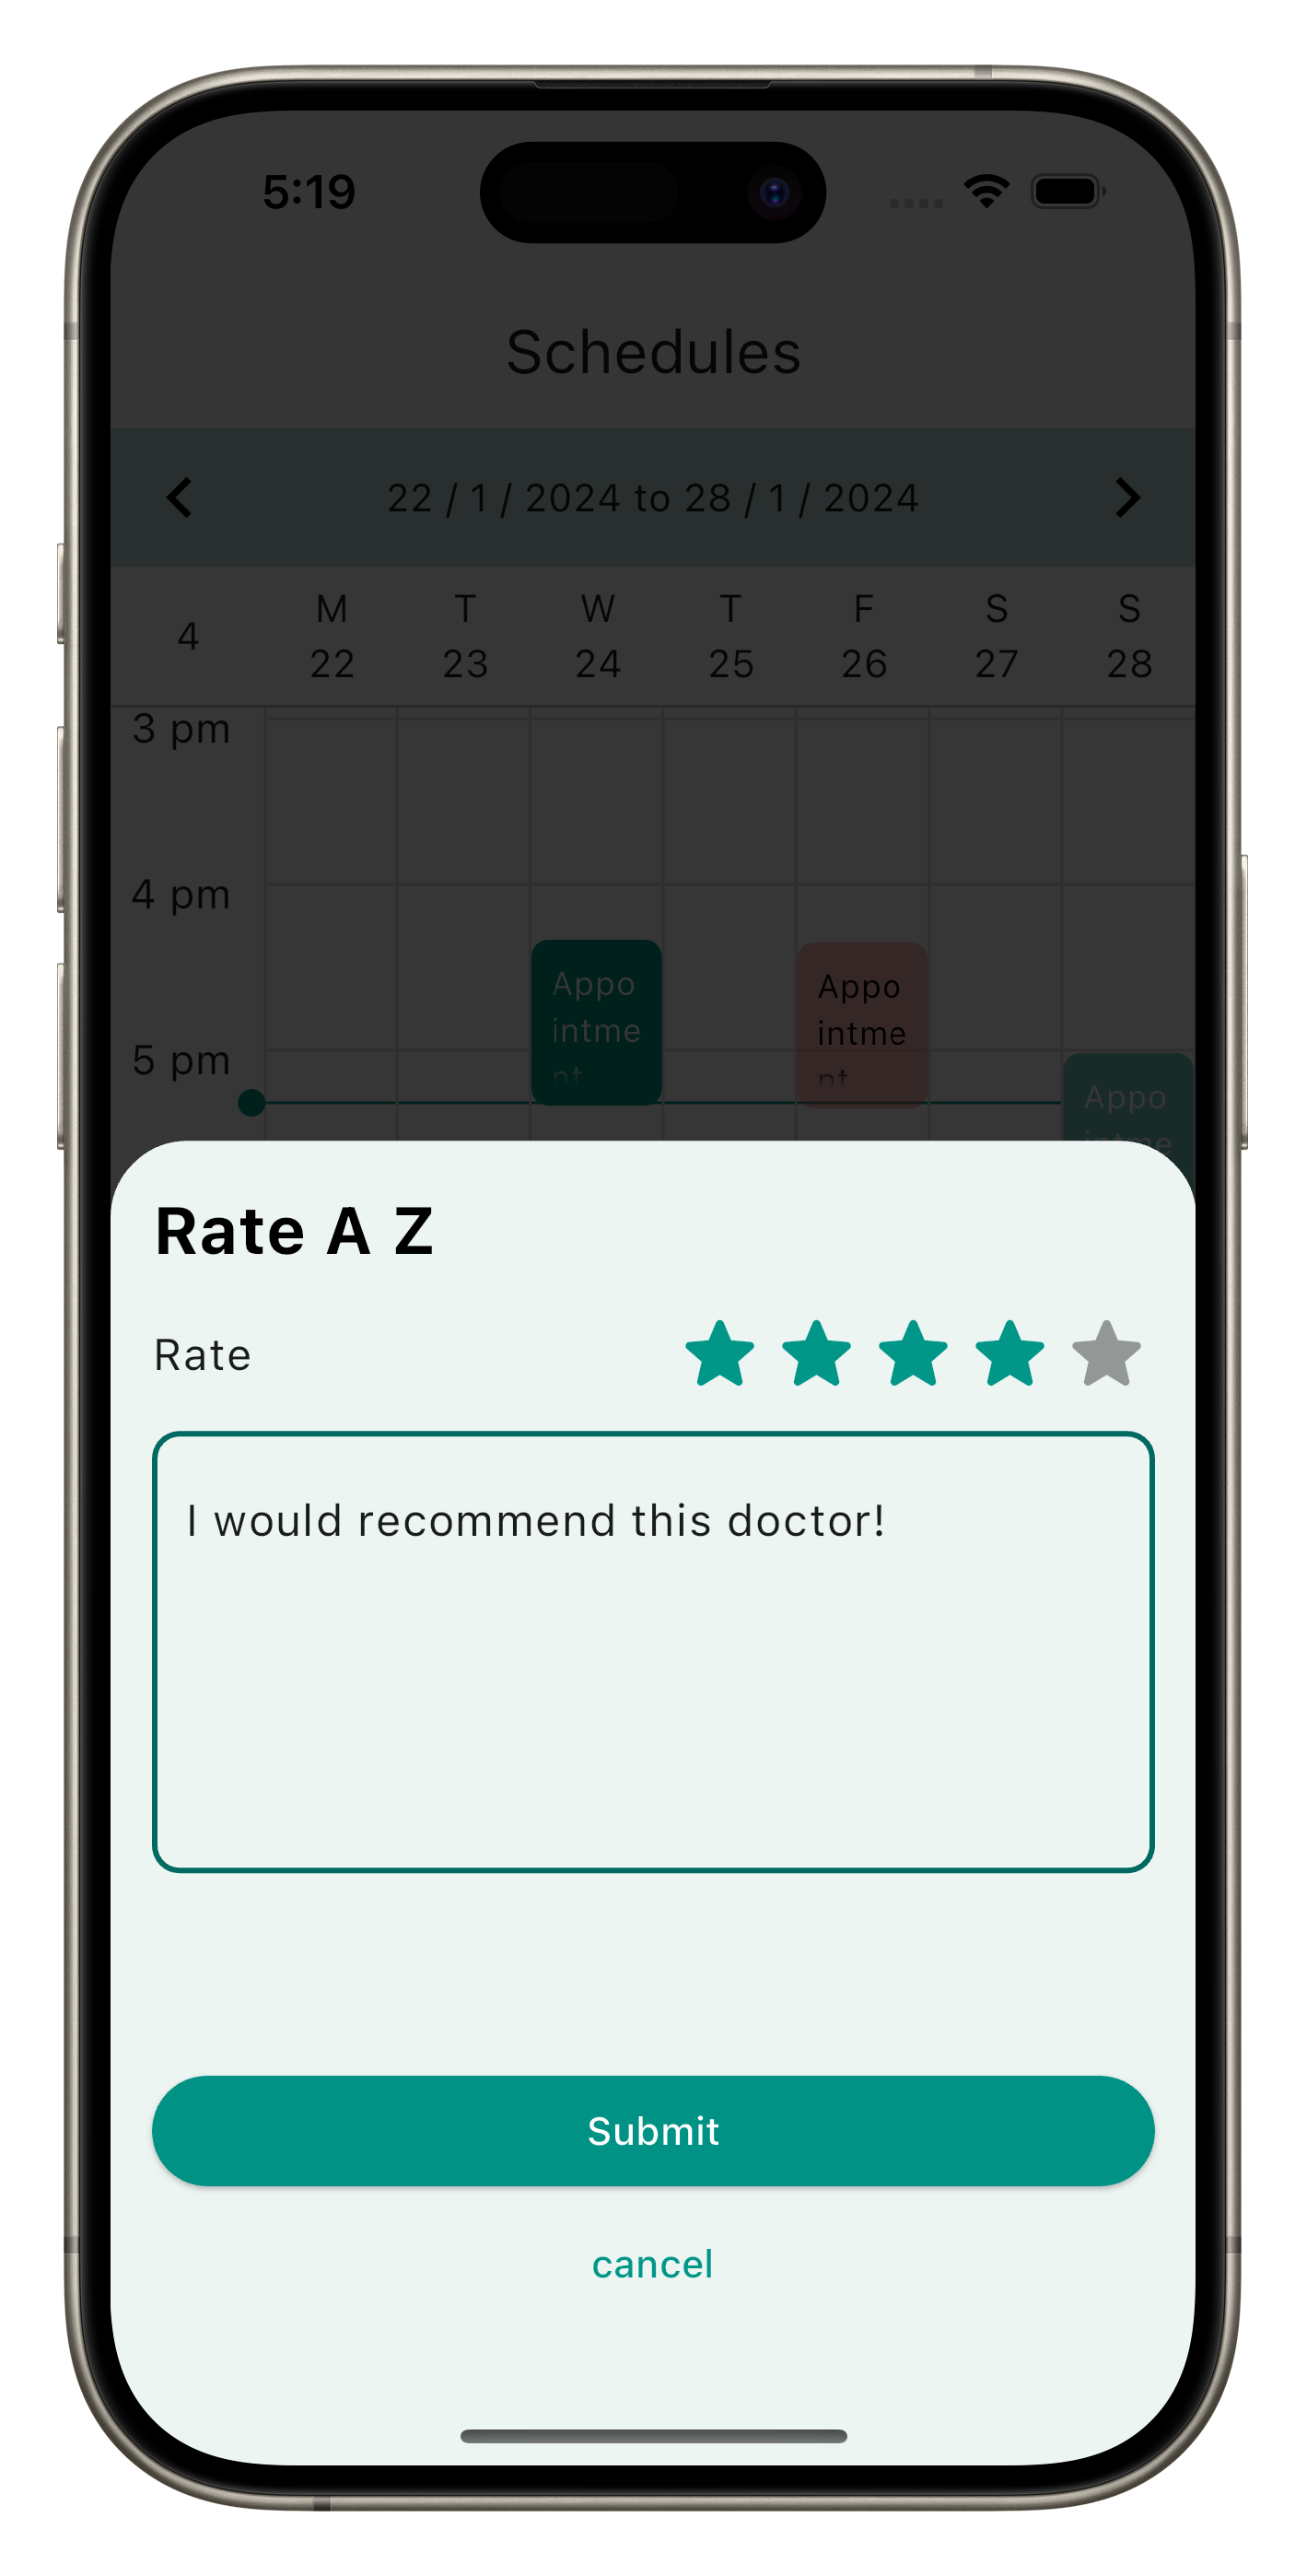 5:19
Schedules
22 / 1 / 2024 to 28 / 1 / 2024
4
M T W T F S S
22 23 24 25 26 27 28
3 pm
4 pm
Appo
intme
nt
Appo
intme
nt
5 pm
Appo
intme
Rate A Z
Rate
I would recommend this doctor!
Submit
cancel